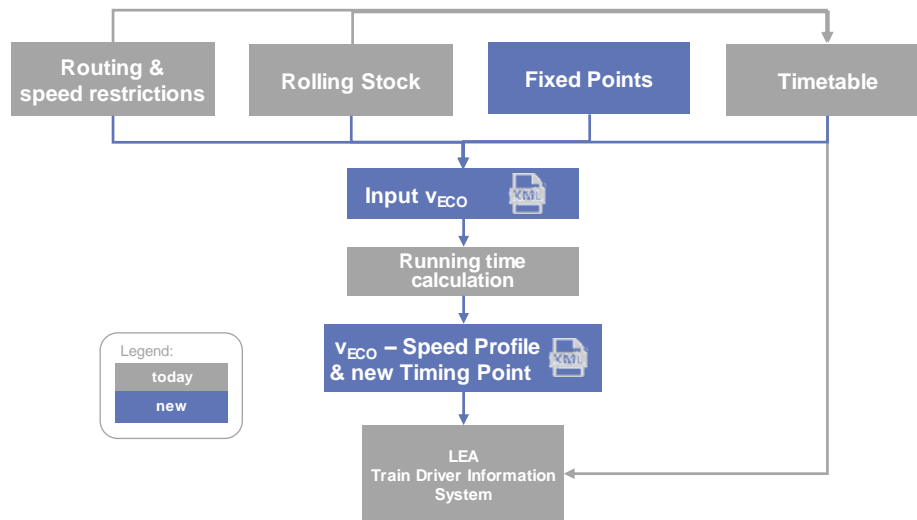 Routing &
speed restrictions
Rolling Stock
Fixed Points
Timetable
Input vECO
XML
Running time
calculation
vECO – Speed Profile
& new Timing Point
XML
Legend:
today
new
LEA
Train Driver Information
System